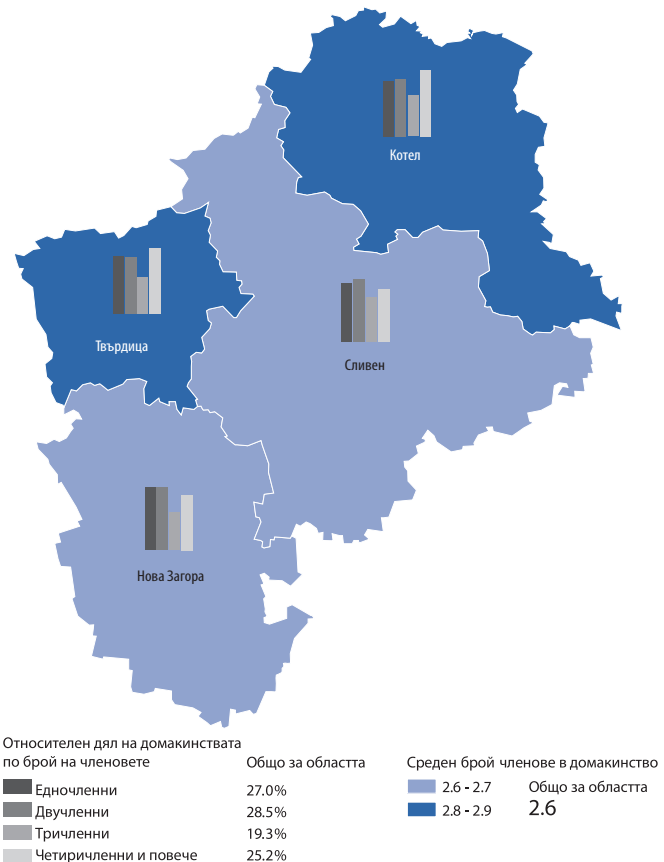 Котел
Твърдица
Сливен
Нова Загора
Относителен дял на домакинствата
по брой на членовете
Общо за областта
Едночленни 27.0%
Двучленни 28.5%
Тричленни 19.3%
Четиричленни и повече 25.2%
Среден брой членове в домакинство
2.6 - 2.7
2.8 - 2.9
Общо за областта
2.6